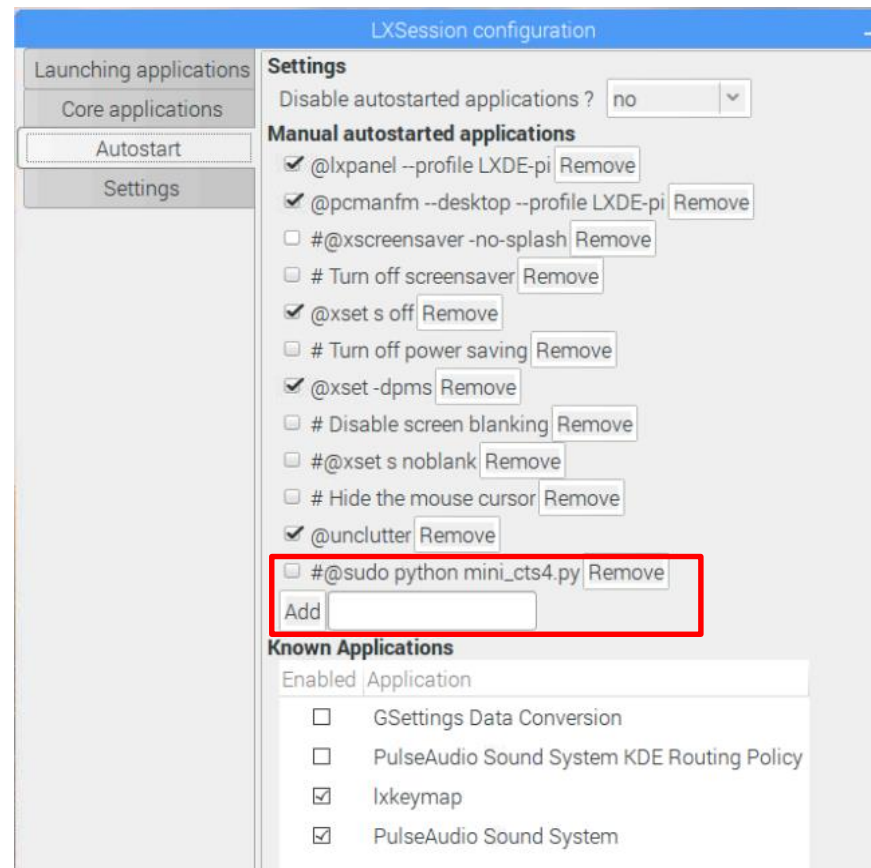 LXSession configuration
Launching applications
Core applications
Autostart
Settings
Settings
Disable autostarted applications ? no
Manual autostarted applications
@lxpanel --profile LXDE-pi Remove
@pcmanfm --desktop --profile LXDE-pi Remove
#@xscreensaver -no-splash Remove
# Turn off screensaver Remove
@xset s off Remove
# Turn off power saving Remove
@xset -dpms Remove
# Disable screen blanking Remove
#@xset s noblank Remove
# Hide the mouse cursor Remove
@unclutter Remove
#@sudo python mini_cts4.py Remove
Add
Known Applications
Enabled Application
GSettings Data Conversion
PulseAudio Sound System KDE Routing Policy
lxkeymap
PulseAudio Sound System